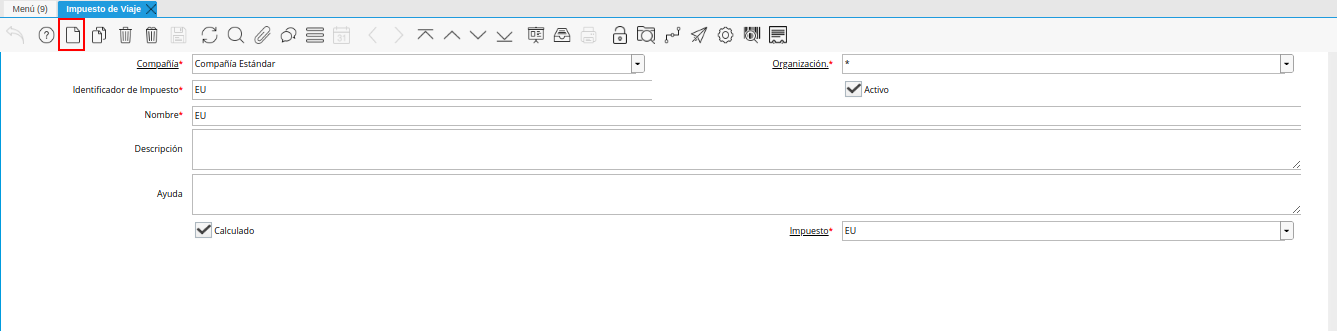 Menú (9) Impuesto de Viaje
Compañía* Compañía Estándar Organización.* *
Identificador de Impuesto* EU Activo
Nombre* EU
Descripción
Ayuda
Calculado Impuesto* EU